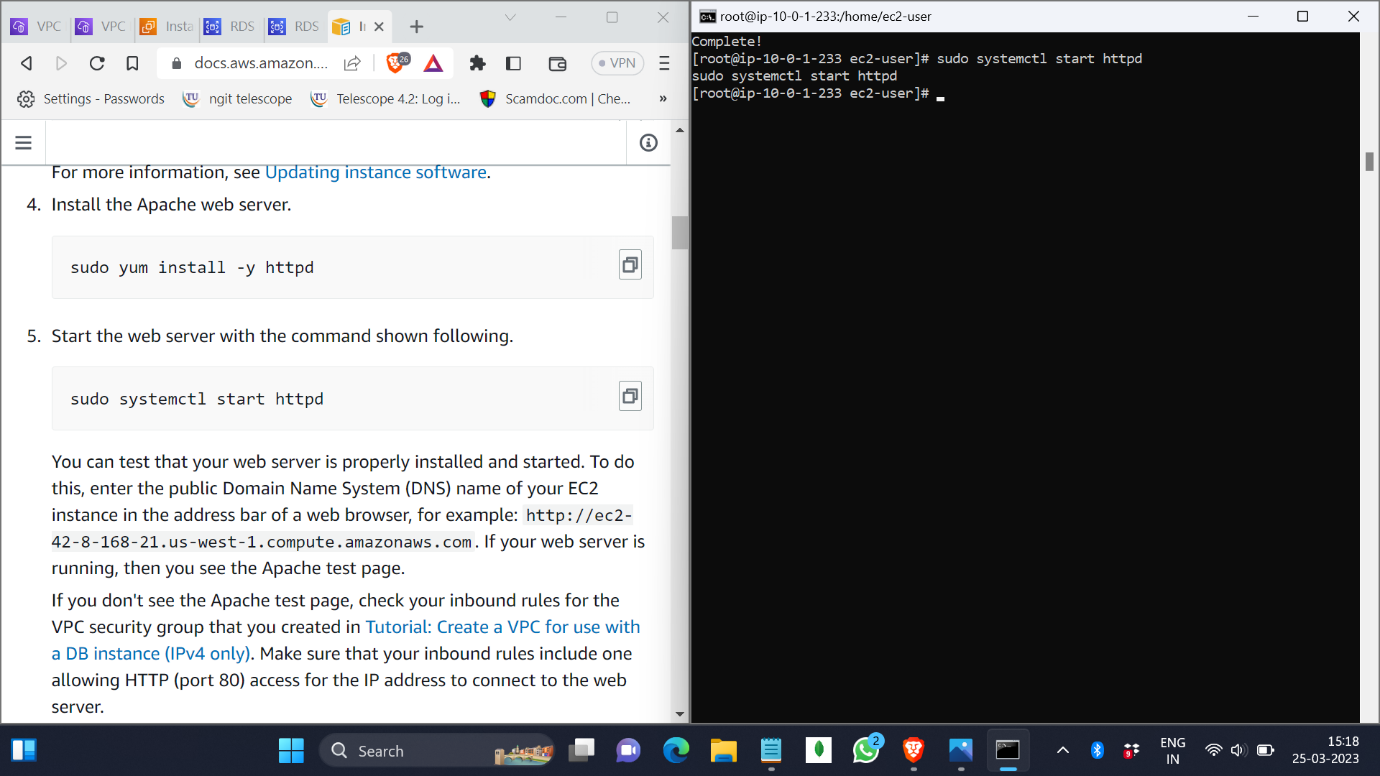 VPC
VPC
Insta
RDS
RDS
docs.aws.amazon....
26
VPN
Settings - Passwords
ngit telescope
Telescope 4.2: Log i...
Scamdoc.com | Che...
»
For more information, see Updating instance software.
4. Install the Apache web server.
sudo yum install -y httpd
5. Start the web server with the command shown following.
sudo systemctl start httpd
You can test that your web server is properly installed and started. To do
this, enter the public Domain Name System (DNS) name of your EC2
instance in the address bar of a web browser, for example: http://ec2-
42-8-168-21.us-west-1.compute.amazonaws.com. If your web server is
running, then you see the Apache test page.
If you don't see the Apache test page, check your inbound rules for the
VPC security group that you created in Tutorial: Create a VPC for use with
a DB instance (IPv4 only). Make sure that your inbound rules include one
allowing HTTP (port 80) access for the IP address to connect to the web
server.
root@ip-10-0-1-233:/home/ec2-user
Complete!
[root@ip-10-0-1-233 ec2-user]# sudo systemctl start httpd
sudo systemctl start httpd
[root@ip-10-0-1-233 ec2-user]#
Search
2
9
ENG
IN
15:18
25-03-2023